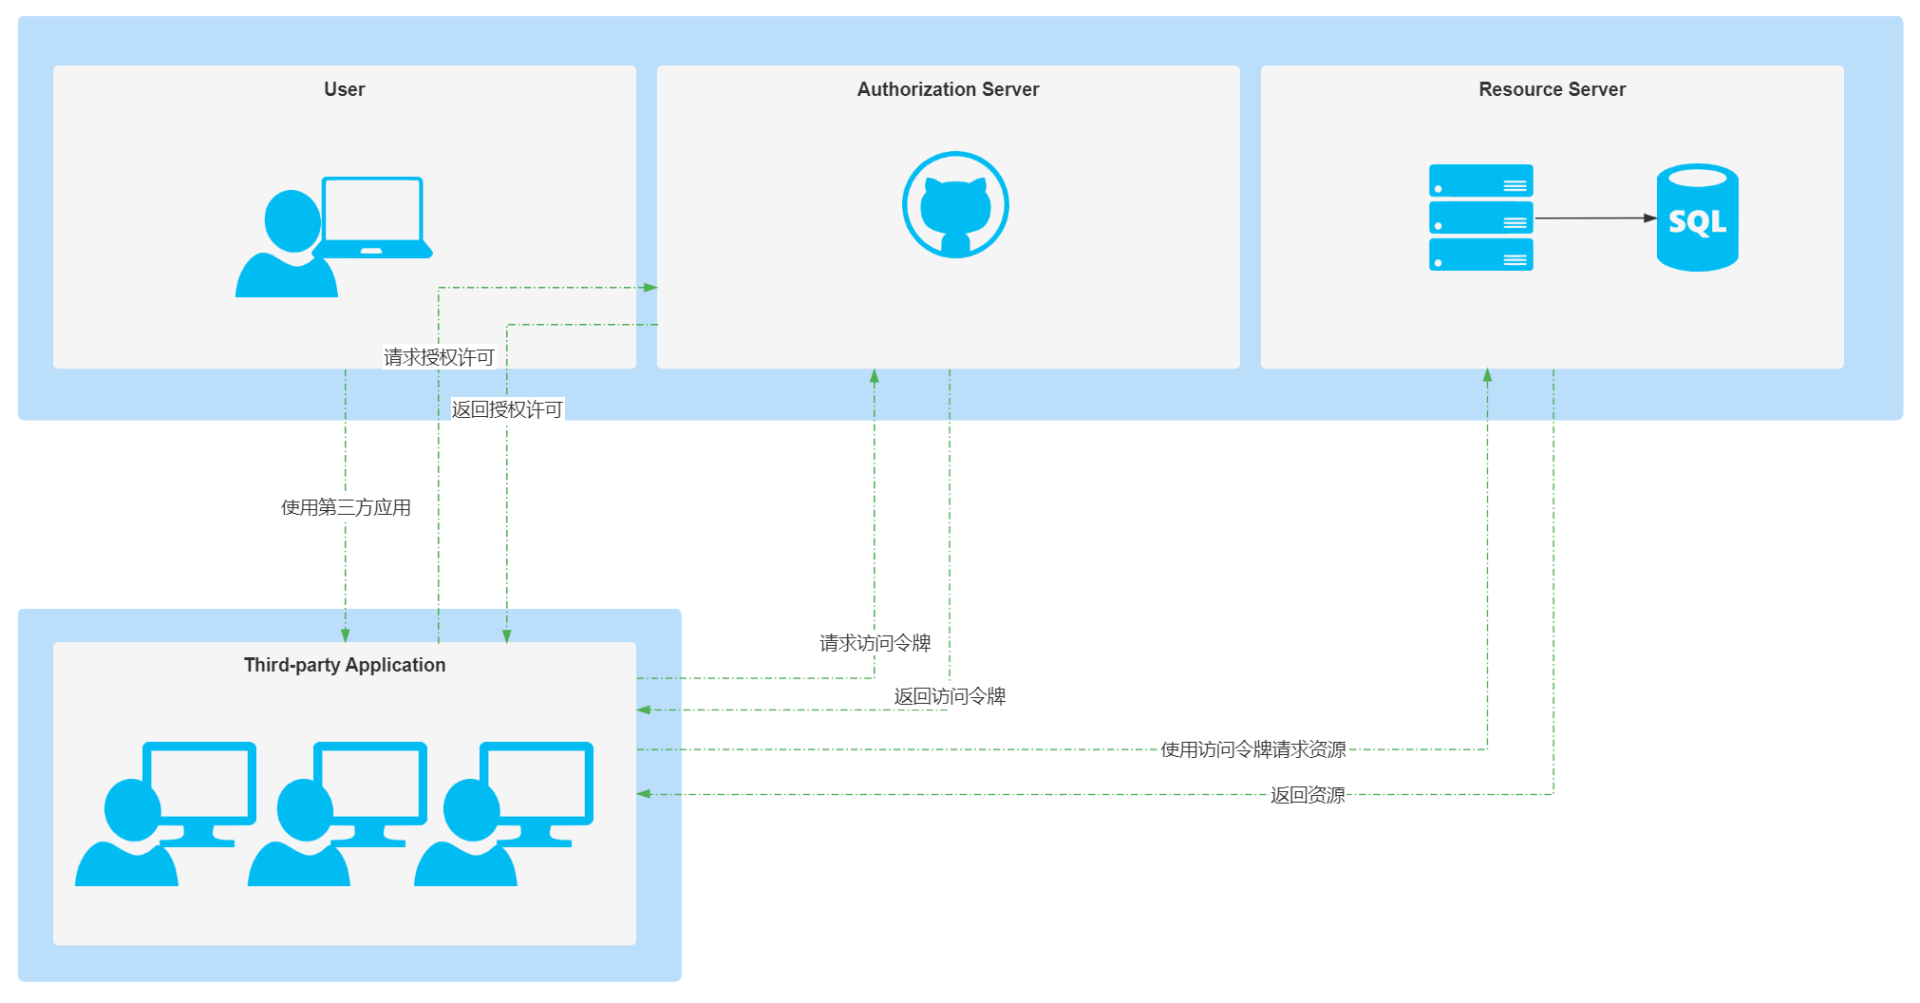 User
Authorization Server
Resource Server
SQL
请求授权许可
返回授权许可
使用第三方应用
请求访问令牌
Third-party Application
返回访问令牌
使用访问令牌请求资源
返回资源